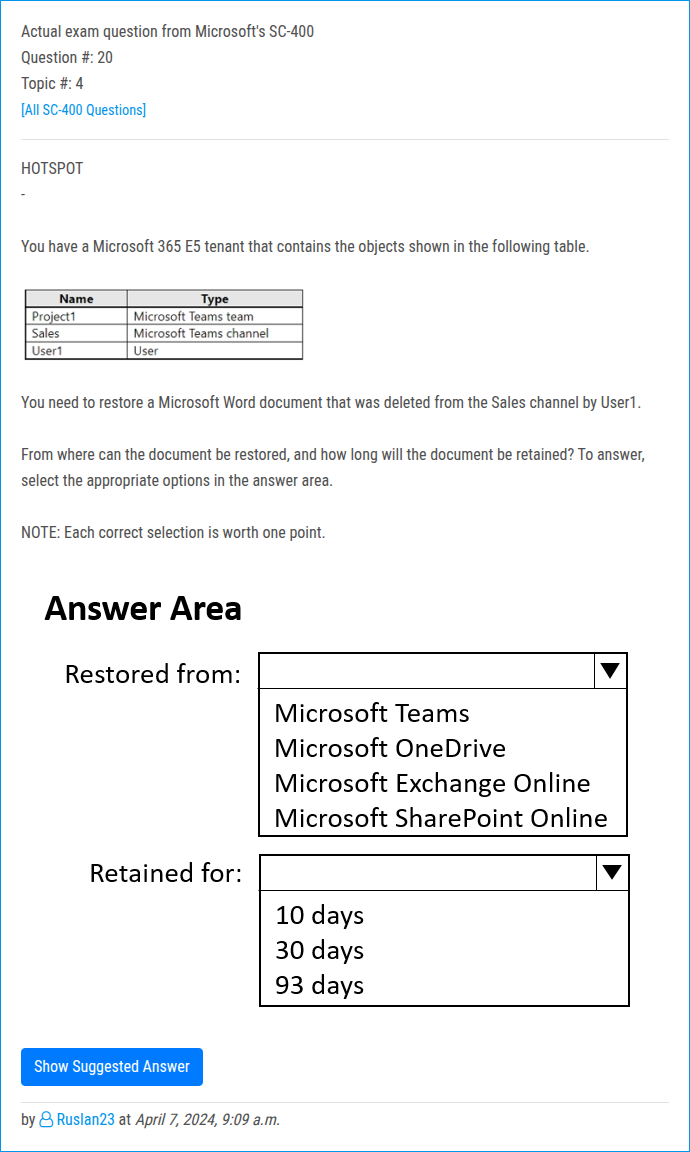 Actual exam question from Microsoft's SC-400
Question #: 20
Topic #: 4
[All SC-400 Questions]
HOTSPOT
-
You have a Microsoft 365 E5 tenant that contains the objects shown in the following table.
Name Type
Project1 Microsoft Teams team
Sales Microsoft Teams channel
User1 User
You need to restore a Microsoft Word document that was deleted from the Sales channel by User1.
From where can the document be restored, and how long will the document be retained? To answer,
select the appropriate options in the answer area.
NOTE: Each correct selection is worth one point.
Answer Area
Restored from:
Microsoft Teams
Microsoft OneDrive
Microsoft Exchange Online
Microsoft SharePoint Online
Retained for:
10 days
30 days
93 days
Show Suggested Answer
by Ruslan23 at April 7, 2024, 9:09 a.m.